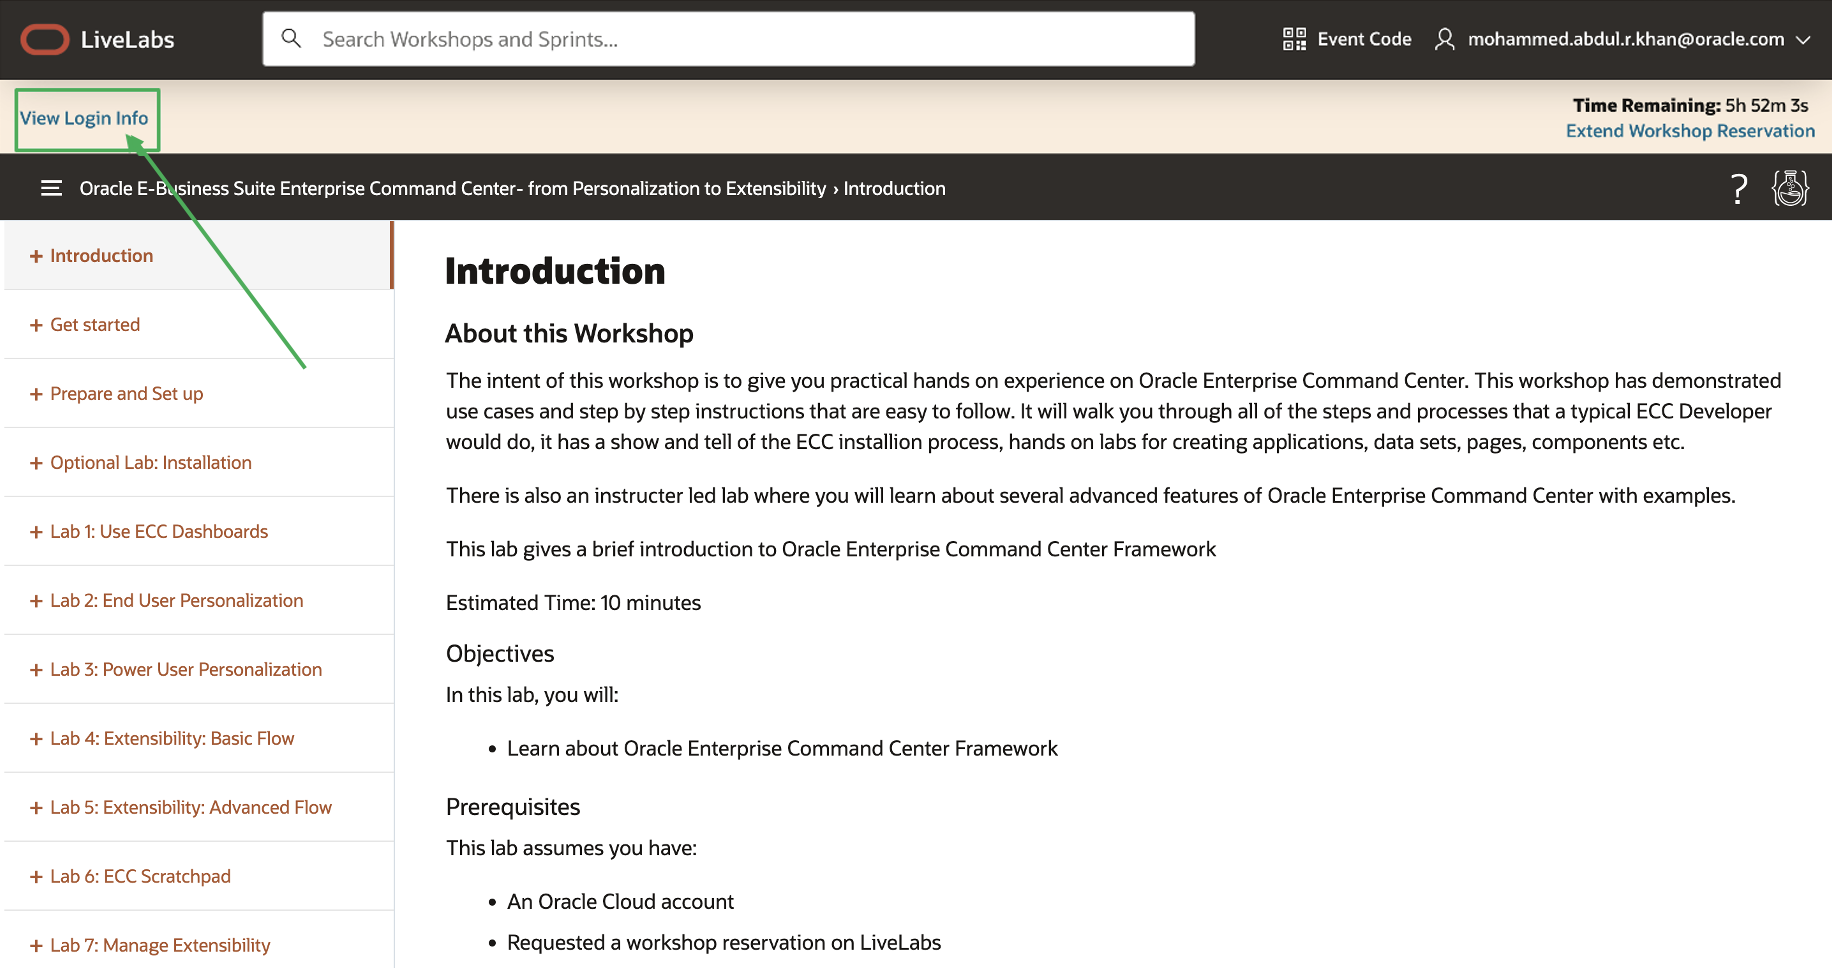 LiveLabs
Search Workshops and Sprints...
Event Code
mohammed.abdul.r.khan@oracle.com
View Login Info
Time Remaining: 5h 52m 3s
Extend Workshop Reservation
Oracle E-Business Suite Enterprise Command Center- from Personalization to Extensibility › Introduction
?
+ Introduction
+ Get started
+ Prepare and Set up
+ Optional Lab: Installation
+ Lab 1: Use ECC Dashboards
+ Lab 2: End User Personalization
+ Lab 3: Power User Personalization
+ Lab 4: Extensibility: Basic Flow
+ Lab 5: Extensibility: Advanced Flow
+ Lab 6: ECC Scratchpad
+ Lab 7: Manage Extensibility
Introduction
About this Workshop
The intent of this workshop is to give you practical hands on experience on Oracle Enterprise Command Center. This workshop has demonstrated
use cases and step by step instructions that are easy to follow. It will walk you through all of the steps and processes that a typical ECC Developer
would do, it has a show and tell of the ECC installion process, hands on labs for creating applications, data sets, pages, components etc.
There is also an instructer led lab where you will learn about several advanced features of Oracle Enterprise Command Center with examples.
This lab gives a brief introduction to Oracle Enterprise Command Center Framework
Estimated Time: 10 minutes
Objectives
In this lab, you will:
• Learn about Oracle Enterprise Command Center Framework
Prerequisites
This lab assumes you have:
• An Oracle Cloud account
• Requested a workshop reservation on LiveLabs